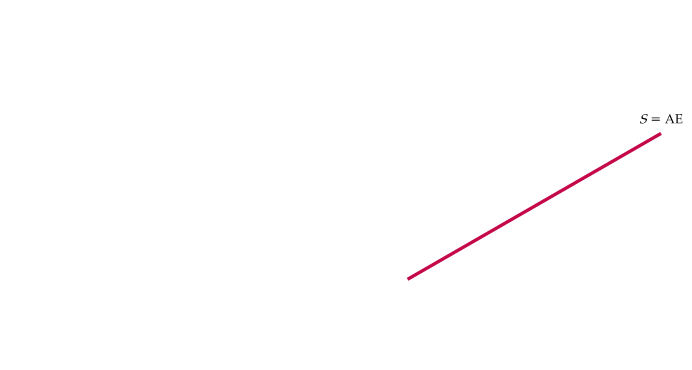 S = AE